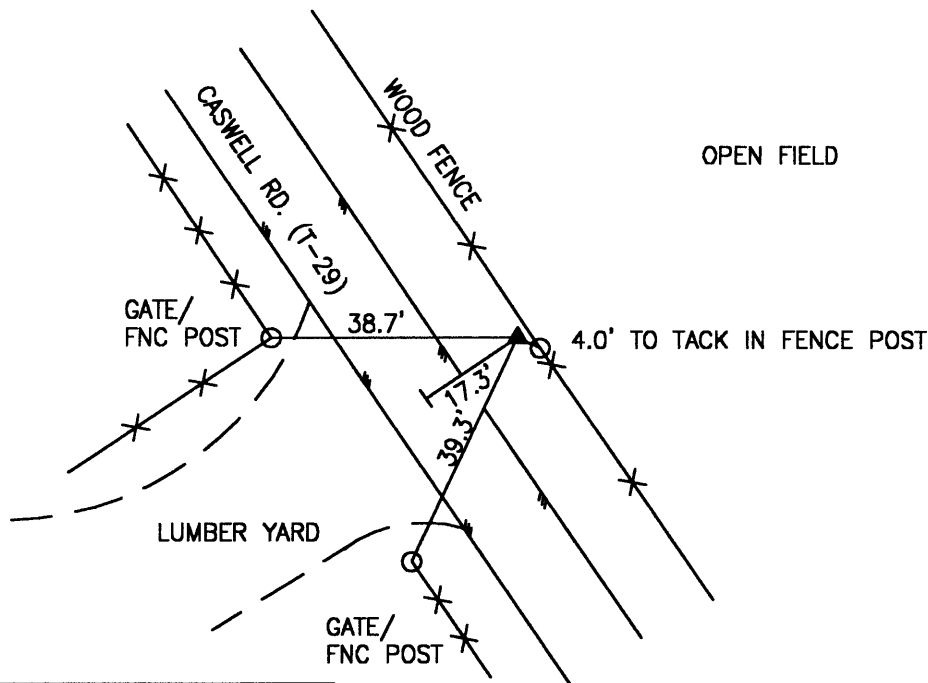 WOOD FENCE
CASWELL RD. (T-29)
OPEN FIELD
GATE/
FNC POST
38.7'
4.0' TO TACK IN FENCE POST
17.3'
39.3'
LUMBER YARD
GATE/
FNC POST